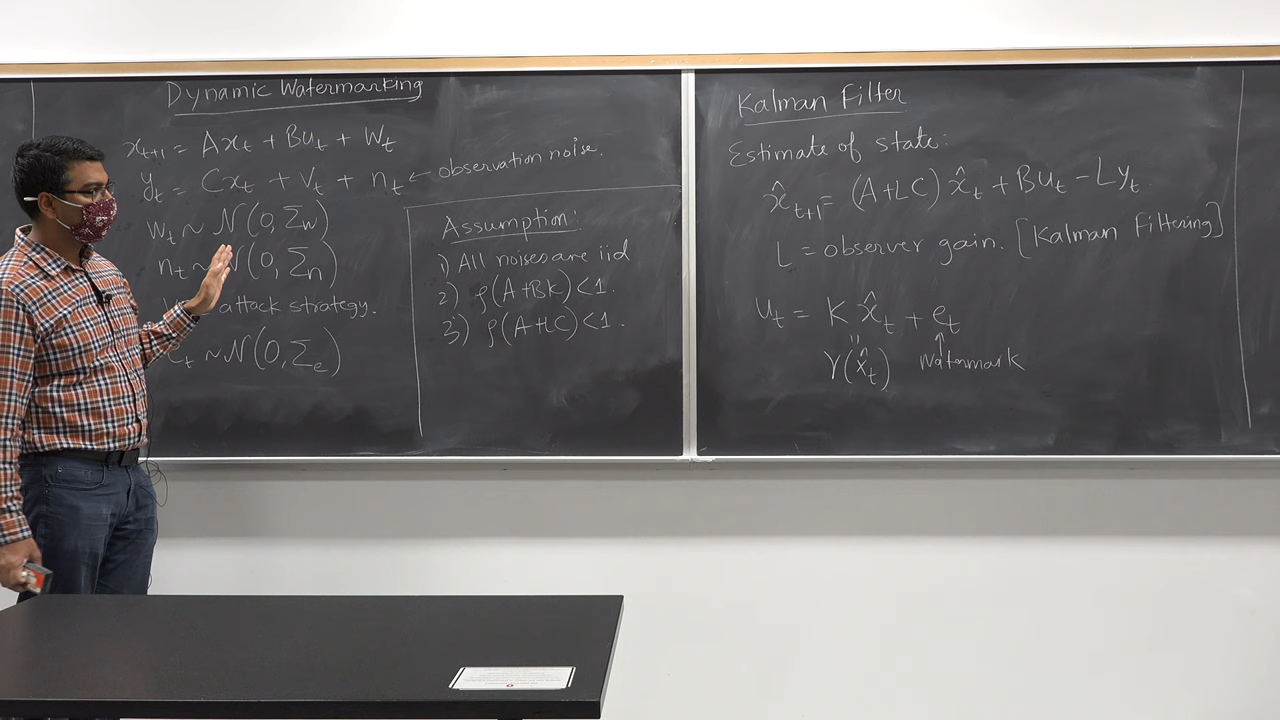 Dynamic Watermarking
x_{t+1} = Ax_t + Bu_t + w_t
y_t = Cx_t + v_t + n_t ← observation noise.
w_t ~ N(0, Σ_w)
n_t ~ N(0, Σ_n)
attack strategy.
e_t ~ N(0, Σ_e)
Assumption:
1) All noises are iid
2) ρ(A+BK) < 1.
3) ρ(A+LC) < 1.
Kalman Filter
Estimate of state:
x̂_{t+1} = (A+LC) x̂_t + Bu_t - Ly_t
L = observer gain. [Kalman Filtering]
u_t = K x̂_t + e_t
γ(x̂_t) watermark